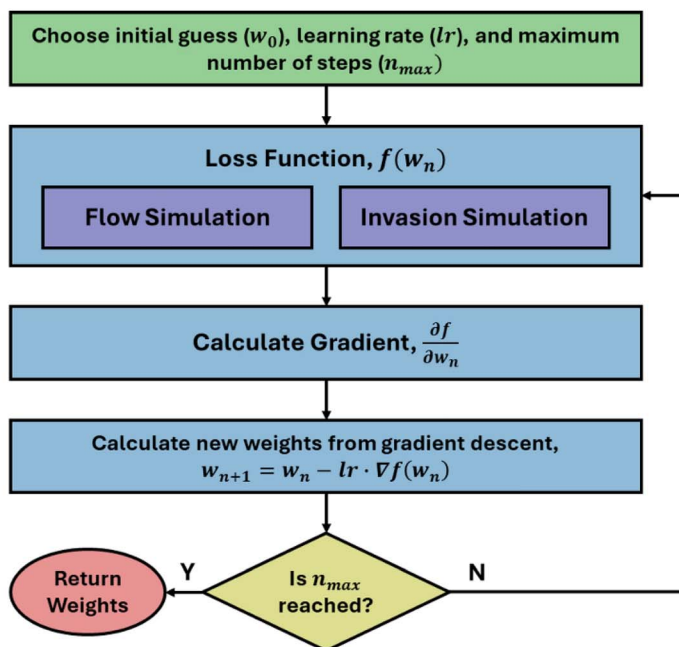 Choose initial guess (w₀), learning rate (lr), and maximum
number of steps (nₘₐₓ)
Loss Function, f(wₙ)
Flow Simulation
Invasion Simulation
Calculate Gradient, ∂f/∂wₙ
Calculate new weights from gradient descent,
wₙ₊₁ = wₙ − lr · ∇f(wₙ)
Is nₘₐₓ
reached?
Y
N
Return
Weights